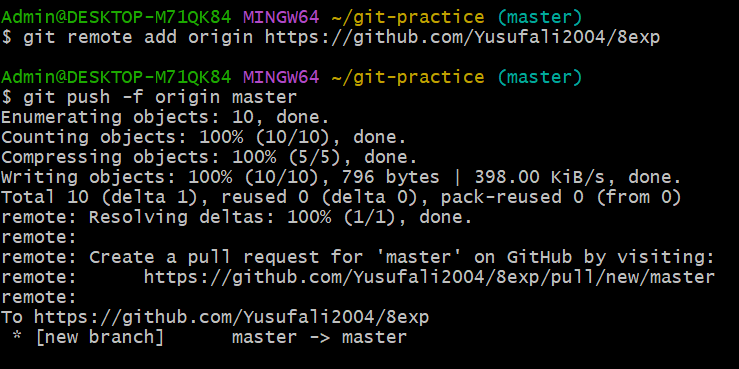 Admin@DESKTOP-M71QK84 MINGW64 ~/git-practice (master)
$ git remote add origin https://github.com/Yusufali2004/8exp
Admin@DESKTOP-M71QK84 MINGW64 ~/git-practice (master)
$ git push -f origin master
Enumerating objects: 10, done.
Counting objects: 100% (10/10), done.
Compressing objects: 100% (5/5), done.
Writing objects: 100% (10/10), 796 bytes | 398.00 KiB/s, done.
Total 10 (delta 1), reused 0 (delta 0), pack-reused 0 (from 0)
remote: Resolving deltas: 100% (1/1), done.
remote:
remote: Create a pull request for 'master' on GitHub by visiting:
remote:      https://github.com/Yusufali2004/8exp/pull/new/master
remote:
To https://github.com/Yusufali2004/8exp
 * [new branch]      master -> master